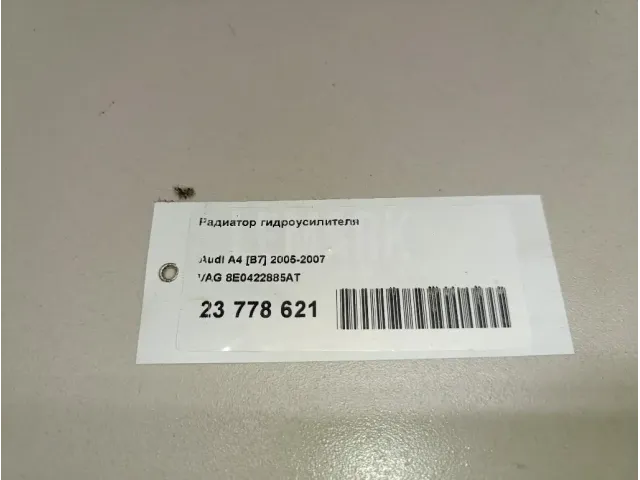 Радиатор гидроусилителя
Audi A4 [B7] 2005-2007
VAG 8E0422885AT
23 778 621